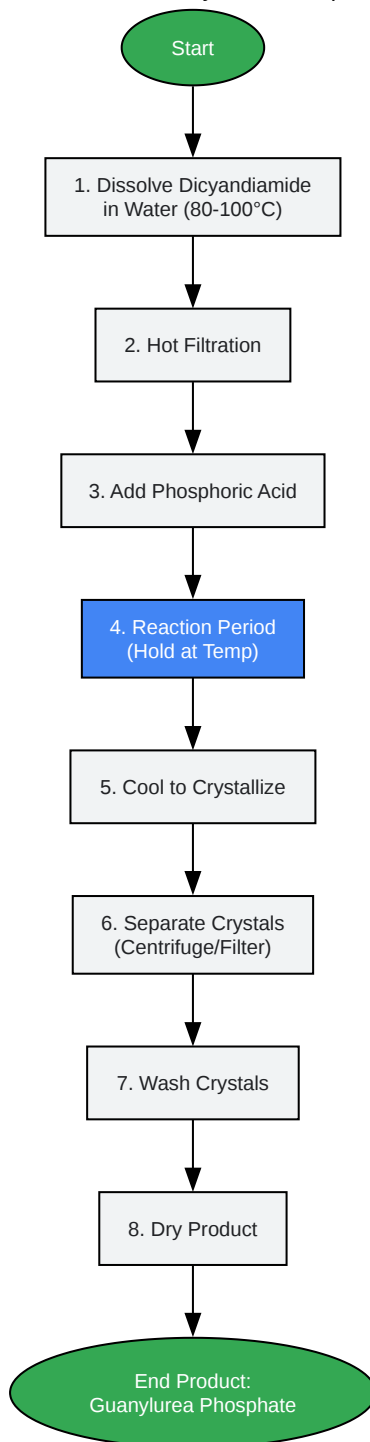 Start
1. Dissolve Dicyandiamide
in Water (80-100°C)
2. Hot Filtration
3. Add Phosphoric Acid
4. Reaction Period
(Hold at Temp)
5. Cool to Crystallize
6. Separate Crystals
(Centrifuge/Filter)
7. Wash Crystals
8. Dry Product
End Product:
Guanylurea Phosphate